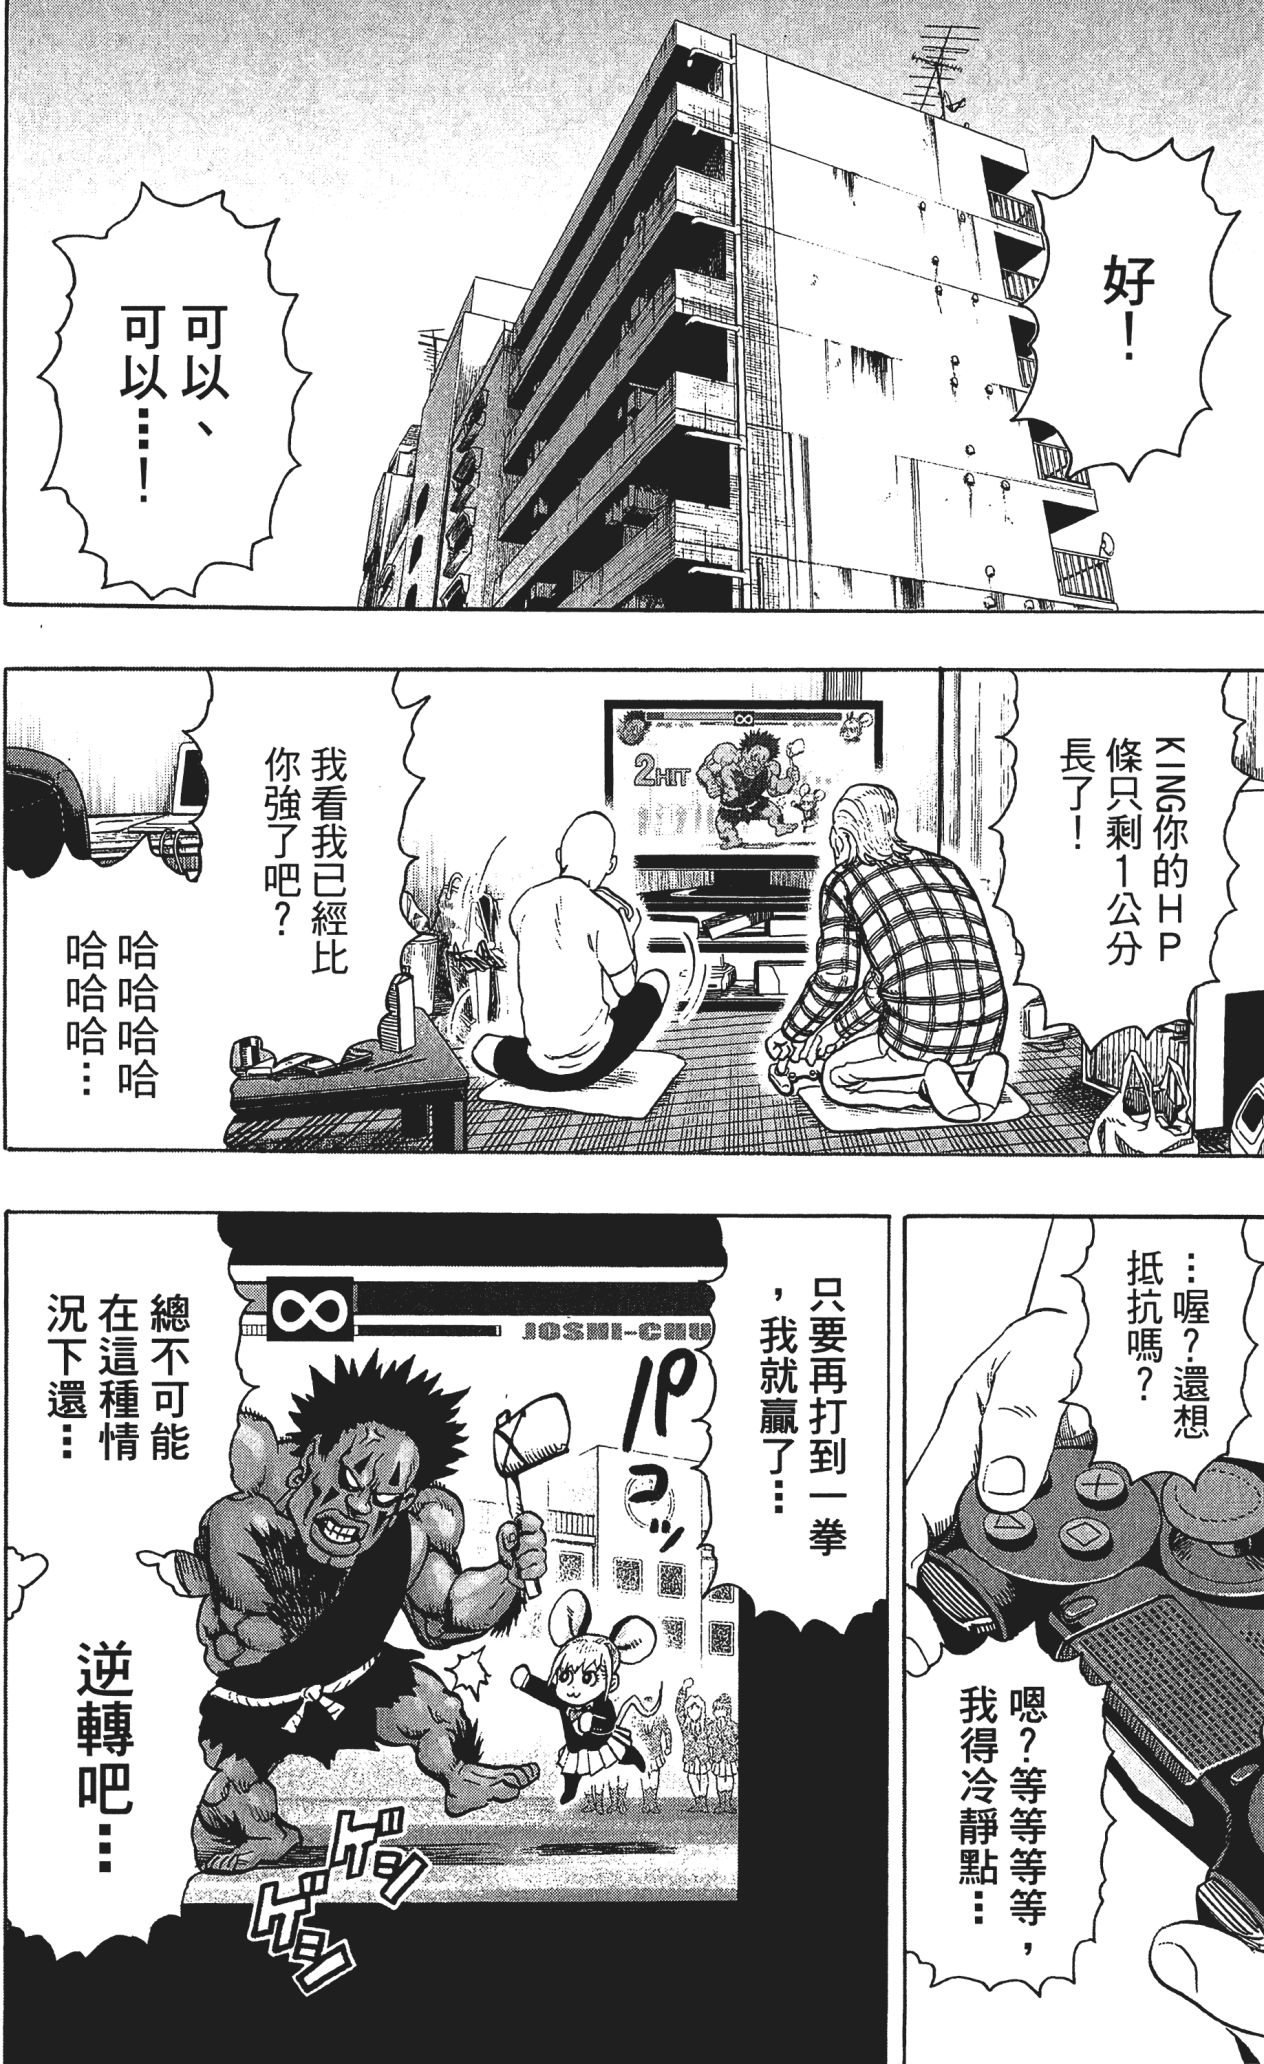 好！
可以、
可以…！
KING你的HP
條只剩1公分
長了！
2HIT
∞
我看我已經比
你強了吧？
哈哈哈哈
哈哈哈…
…喔？還想
抵抗嗎？
嗯？等等等等，
我得冷靜點…
只要再打到一拳
，我就贏了…
∞
JOSHI-CHU
パコッ
ゲヨシ
ゲヨシ
總不可能
在這種情
況下還…
逆轉吧…